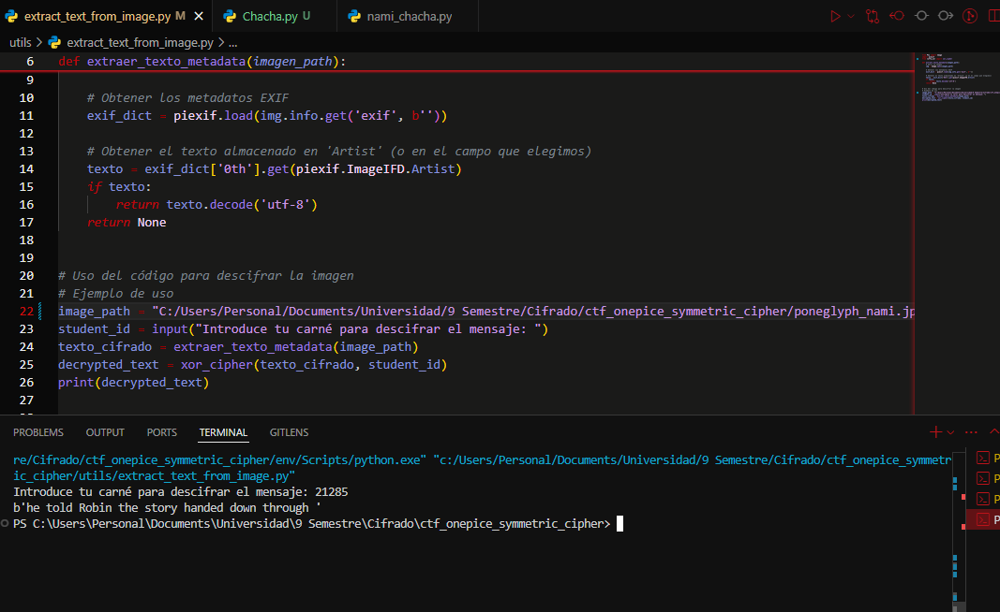 extract_text_from_image.py M Chacha.py U nami_chacha.py
utils > extract_text_from_image.py > ...
6 def extraer_texto_metadata(imagen_path):
9
10 # Obtener los metadatos EXIF
11 exif_dict = piexif.load(img.info.get('exif', b''))
12
13 # Obtener el texto almacenado en 'Artist' (o en el campo que elegimos)
14 texto = exif_dict['0th'].get(piexif.ImageIFD.Artist)
15 if texto:
16 return texto.decode('utf-8')
17 return None
18
19
20 # Uso del código para descifrar la imagen
21 # Ejemplo de uso
22 image_path = "C:/Users/Personal/Documents/Universidad/9 Semestre/Cifrado/ctf_onepice_symmetric_cipher/poneglyph_nami.jp
23 student_id = input("Introduce tu carné para descifrar el mensaje: ")
24 texto_cifrado = extraer_texto_metadata(image_path)
25 decrypted_text = xor_cipher(texto_cifrado, student_id)
26 print(decrypted_text)
27
PROBLEMS OUTPUT PORTS TERMINAL GITLENS
re/Cifrado/ctf_onepice_symmetric_cipher/env/Scripts/python.exe" "c:/Users/Personal/Documents/Universidad/9 Semestre/Cifrado/ctf_onepice_symmetr
ic_cipher/utils/extract_text_from_image.py"
Introduce tu carné para descifrar el mensaje: 21285
b'he told Robin the story handed down through '
PS C:\Users\Personal\Documents\Universidad\9 Semestre\Cifrado\ctf_onepice_symmetric_cipher>